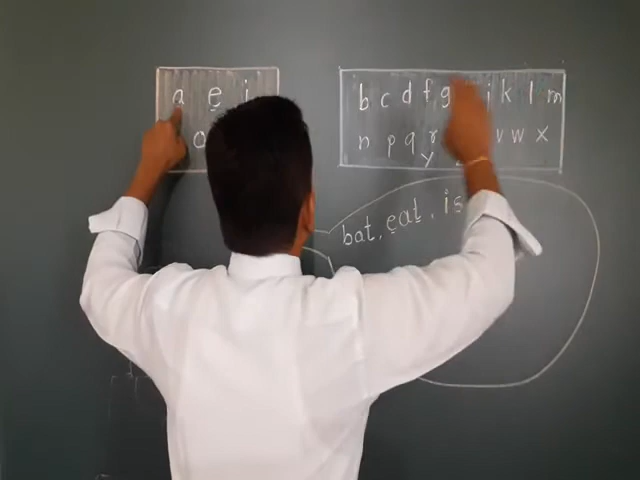 a e i
o
b c d f g j k l m
n p q r v w x
y
bat, eat, is